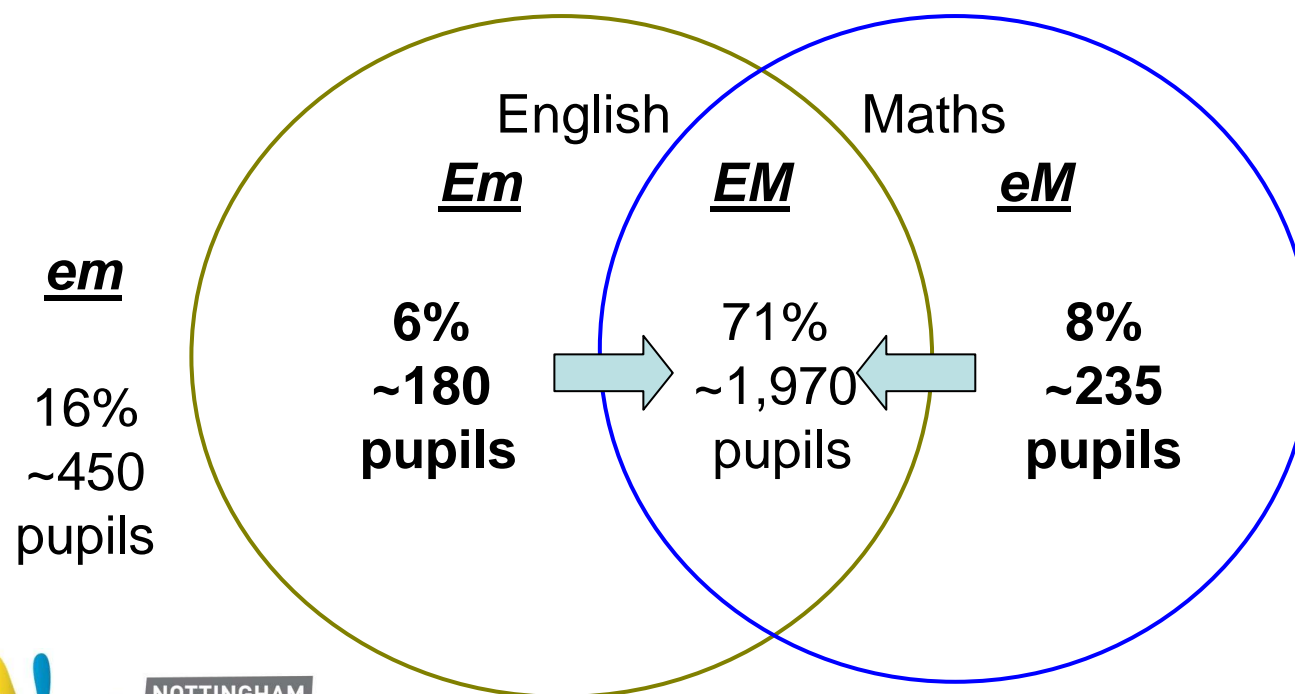 English
Maths
Em
EM
eM
em
6%
~180
pupils
71%
~1,970
pupils
8%
~235
pupils
16%
~450
pupils
NOTTINGHAM